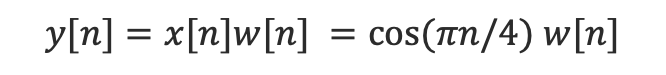 y[n] = x[n]w[n] = cos(πn/4) w[n]